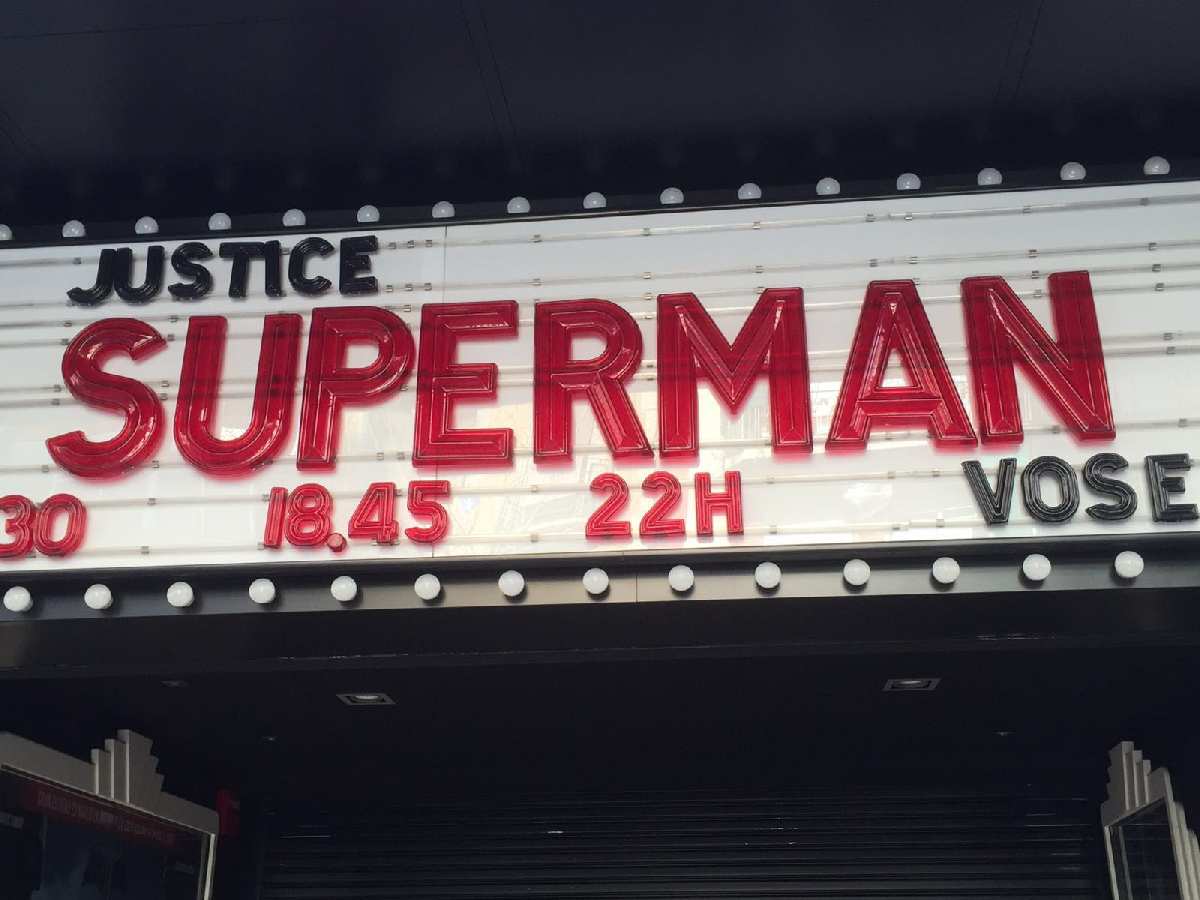 JUSTICE
SUPERMAN
30 18.45 22H VOSE